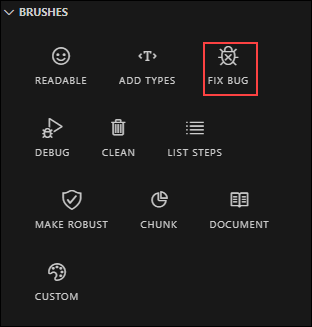 BRUSHES
READABLE ADD TYPES FIX BUG
DEBUG CLEAN LIST STEPS
MAKE ROBUST CHUNK DOCUMENT
CUSTOM